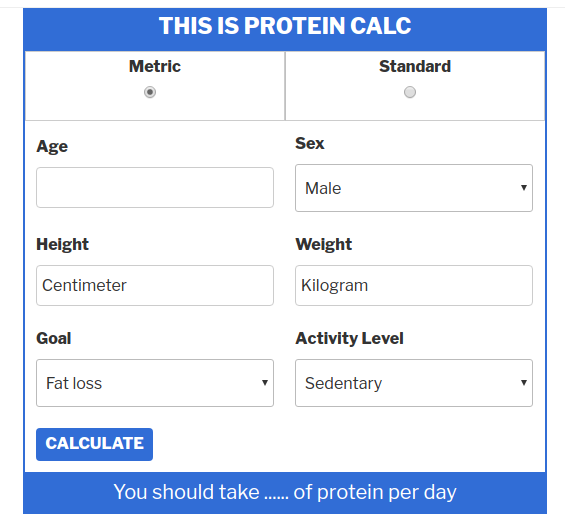 THIS IS PROTEIN CALC
Metric
Standard
Age
Sex
Male
Height
Weight
Centimeter
Kilogram
Goal
Activity Level
Fat loss
Sedentary
CALCULATE
You should take ...... of protein per day